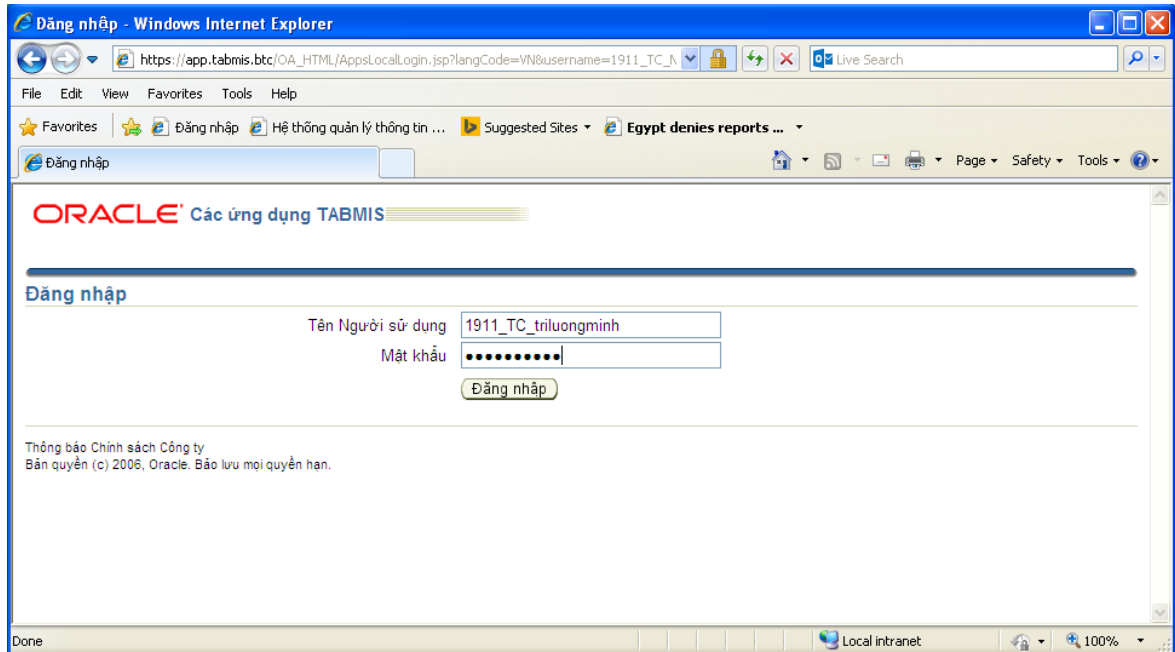 Đăng nhập - Windows Internet Explorer
https://app.tabmis.btc/OA_HTML/AppsLocalLogin.jsp?langCode=VN&username=1911_TC_ Live Search
File Edit View Favorites Tools Help
Favorites Đăng nhập Hệ thống quản lý thông tin ... Suggested Sites Egypt denies reports ...
Đăng nhập Page Safety Tools
ORACLE Các ứng dụng TABMIS
Đăng nhập
Tên Người sử dụng 1911_TC_triluongminh
Mật khẩu ●●●●●●●●●●
Đăng nhập
Thông báo Chính sách Công ty
Bản quyền (c) 2006, Oracle. Bảo lưu mọi quyền hạn.
Done Local intranet 100%